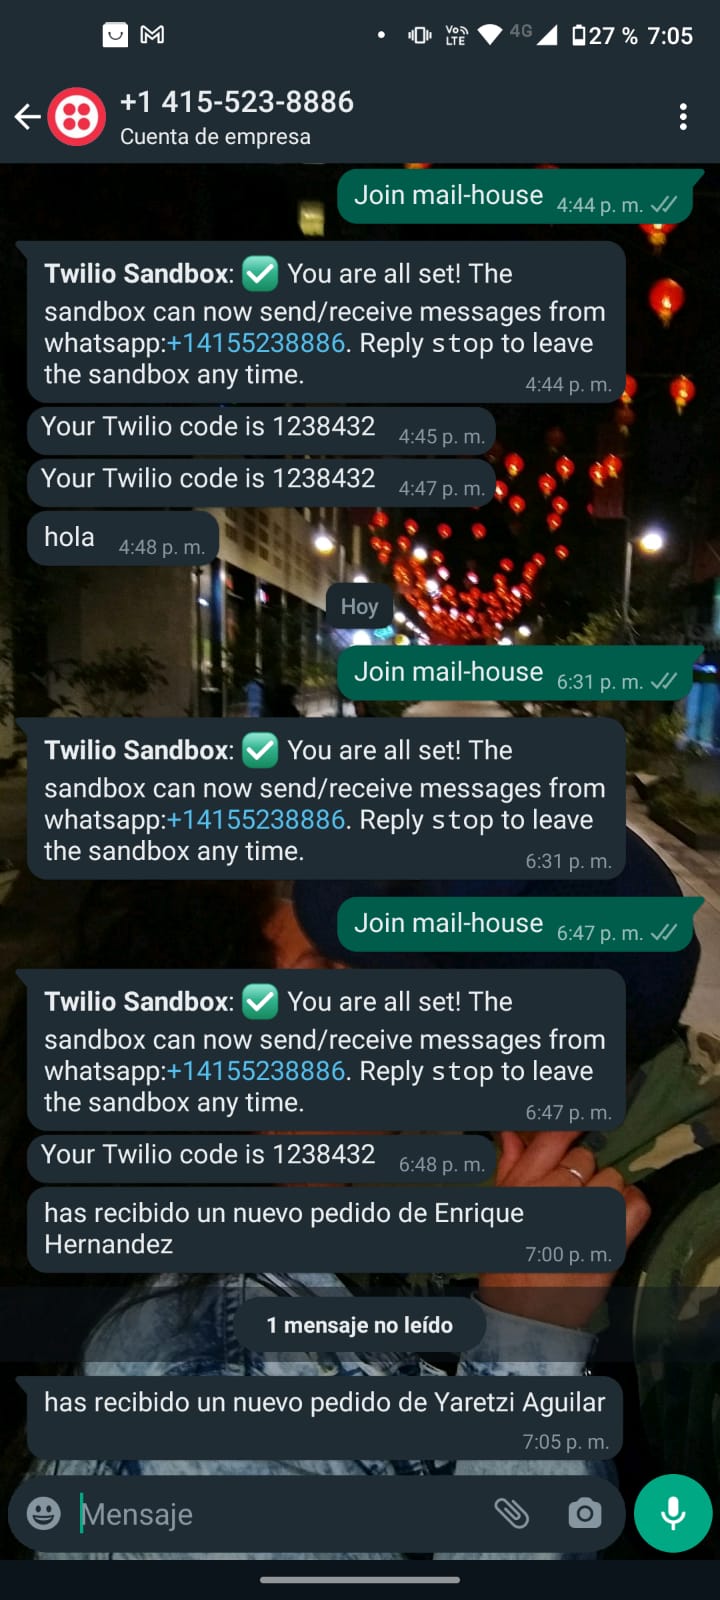 VoLTE 4G 27 % 7:05
+1 415-523-8886
Cuenta de empresa
Join mail-house 4:44 p. m.
Twilio Sandbox: ✅ You are all set! The
sandbox can now send/receive messages from
whatsapp:+14155238886. Reply stop to leave
the sandbox any time. 4:44 p. m.
Your Twilio code is 1238432 4:45 p. m.
Your Twilio code is 1238432 4:47 p. m.
hola 4:48 p. m.
Hoy
Join mail-house 6:31 p. m.
Twilio Sandbox: ✅ You are all set! The
sandbox can now send/receive messages from
whatsapp:+14155238886. Reply stop to leave
the sandbox any time. 6:31 p. m.
Join mail-house 6:47 p. m.
Twilio Sandbox: ✅ You are all set! The
sandbox can now send/receive messages from
whatsapp:+14155238886. Reply stop to leave
the sandbox any time. 6:47 p. m.
Your Twilio code is 1238432 6:48 p. m.
has recibido un nuevo pedido de Enrique
Hernandez 7:00 p. m.
1 mensaje no leído
has recibido un nuevo pedido de Yaretzi Aguilar
7:05 p. m.
Mensaje